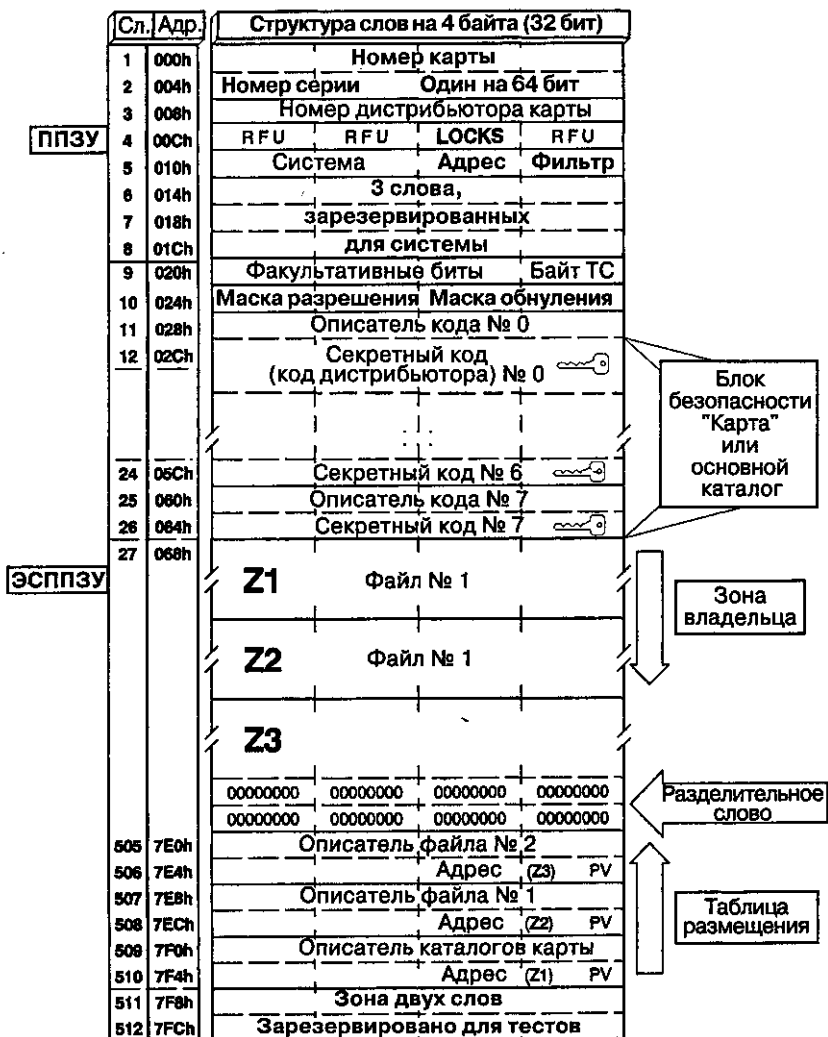 Сл. Адр. Структура слов на 4 байта (32 бит)
1 000h Номер карты
2 004h Номер серии Один на 64 бит
3 008h Номер дистрибьютора карты
ППЗУ 4 00Ch RFU RFU LOCKS RFU
5 010h Система Адрес Фильтр
6 014h 3 слова,
7 018h зарезервированных
8 01Ch для системы
9 020h Факультативные биты Байт ТС
10 024h Маска разрешения Маска обнуления
11 028h Описатель кода № 0
12 02Ch Секретный код
(код дистрибьютора) № 0
Блок
безопасности
"Карта"
или
основной
каталог
24 05Ch Секретный код № 6
25 060h Описатель кода № 7
26 064h Секретный код № 7
27 068h
ЭСППЗУ
Z1 Файл № 1
Зона
владельца
Z2 Файл № 1
Z3
00000000 00000000 00000000 00000000
00000000 00000000 00000000 00000000
Разделительное
слово
505 7E0h Описатель файла № 2
506 7E4h Адрес (Z3) PV
507 7E8h Описатель файла № 1
508 7ECh Адрес (Z2) PV
509 7F0h Описатель каталогов карты
510 7F4h Адрес (Z1) PV
Таблица
размещения
511 7F8h Зона двух слов
512 7FCh Зарезервировано для тестов